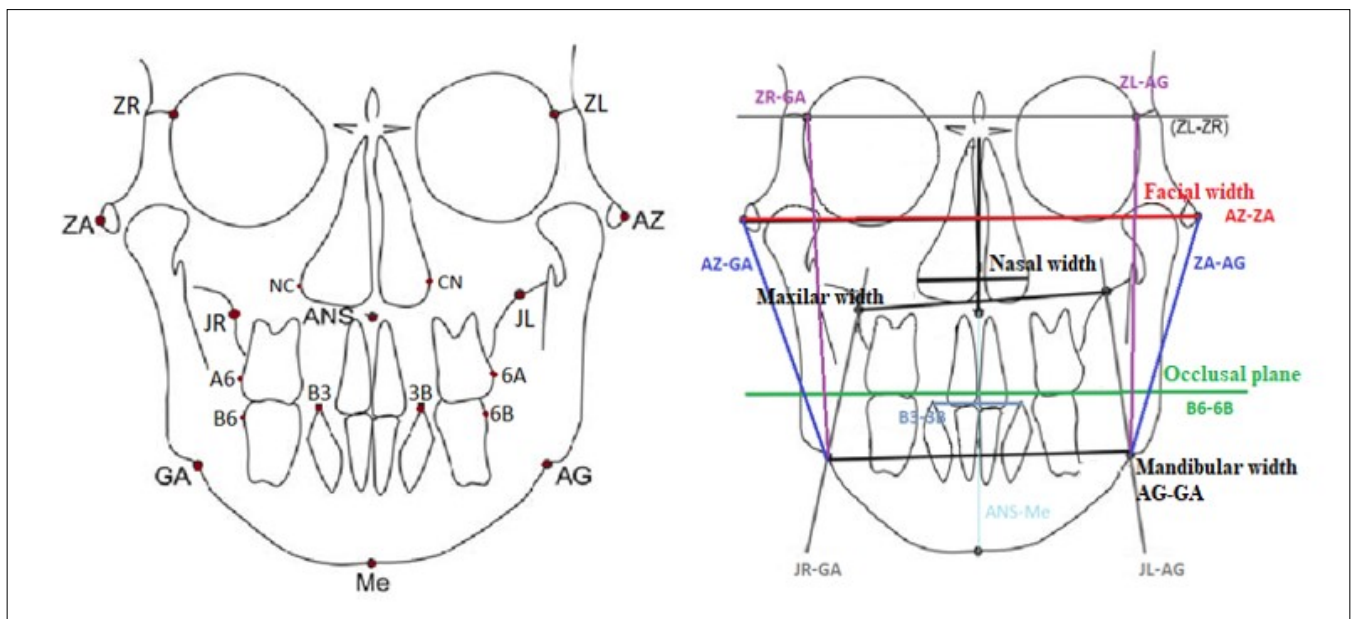 ZR
ZL
ZA
AZ
NC
CN
JR
ANS
JL
A6
6A
B3
3B
B6
6B
GA
AG
Me
ZR-GA
ZL-AG
(ZL-ZR)
Facial width
AZ-ZA
AZ-GA
Nasal width
ZA-AG
Maxilar width
Occlusal plane
B6-6B
B3-3B
Mandibular width
AG-GA
ANS-Me
JR-GA
JL-AG